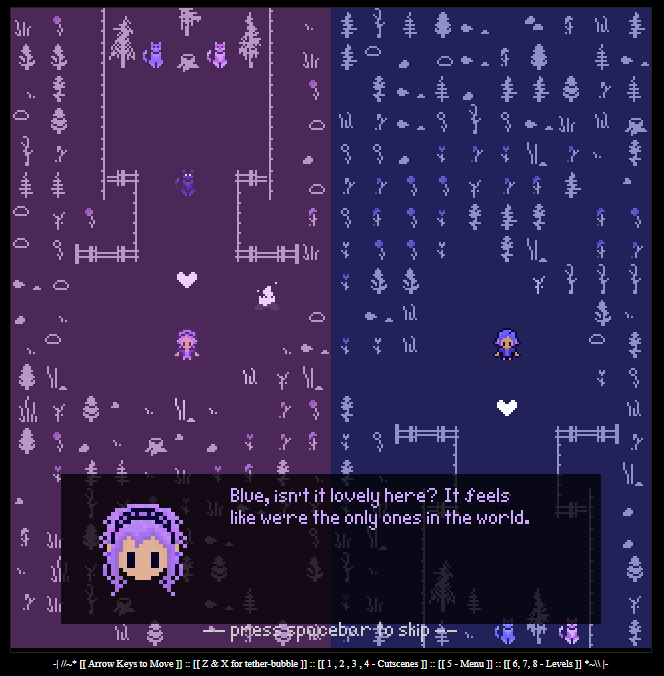 Blue, isn't it lovely here? It feels
like we're the only ones in the world.
— press spacebar to skip —
-| //~* [[ Arrow Keys to Move ]] :: [[ Z & X for tether-bubble ]] :: [[ 1 , 2 , 3 , 4 - Cutscenes ]] :: [[ 5 - Menu ]] :: [[ 6, 7, 8 - Levels ]] *~\\ |-